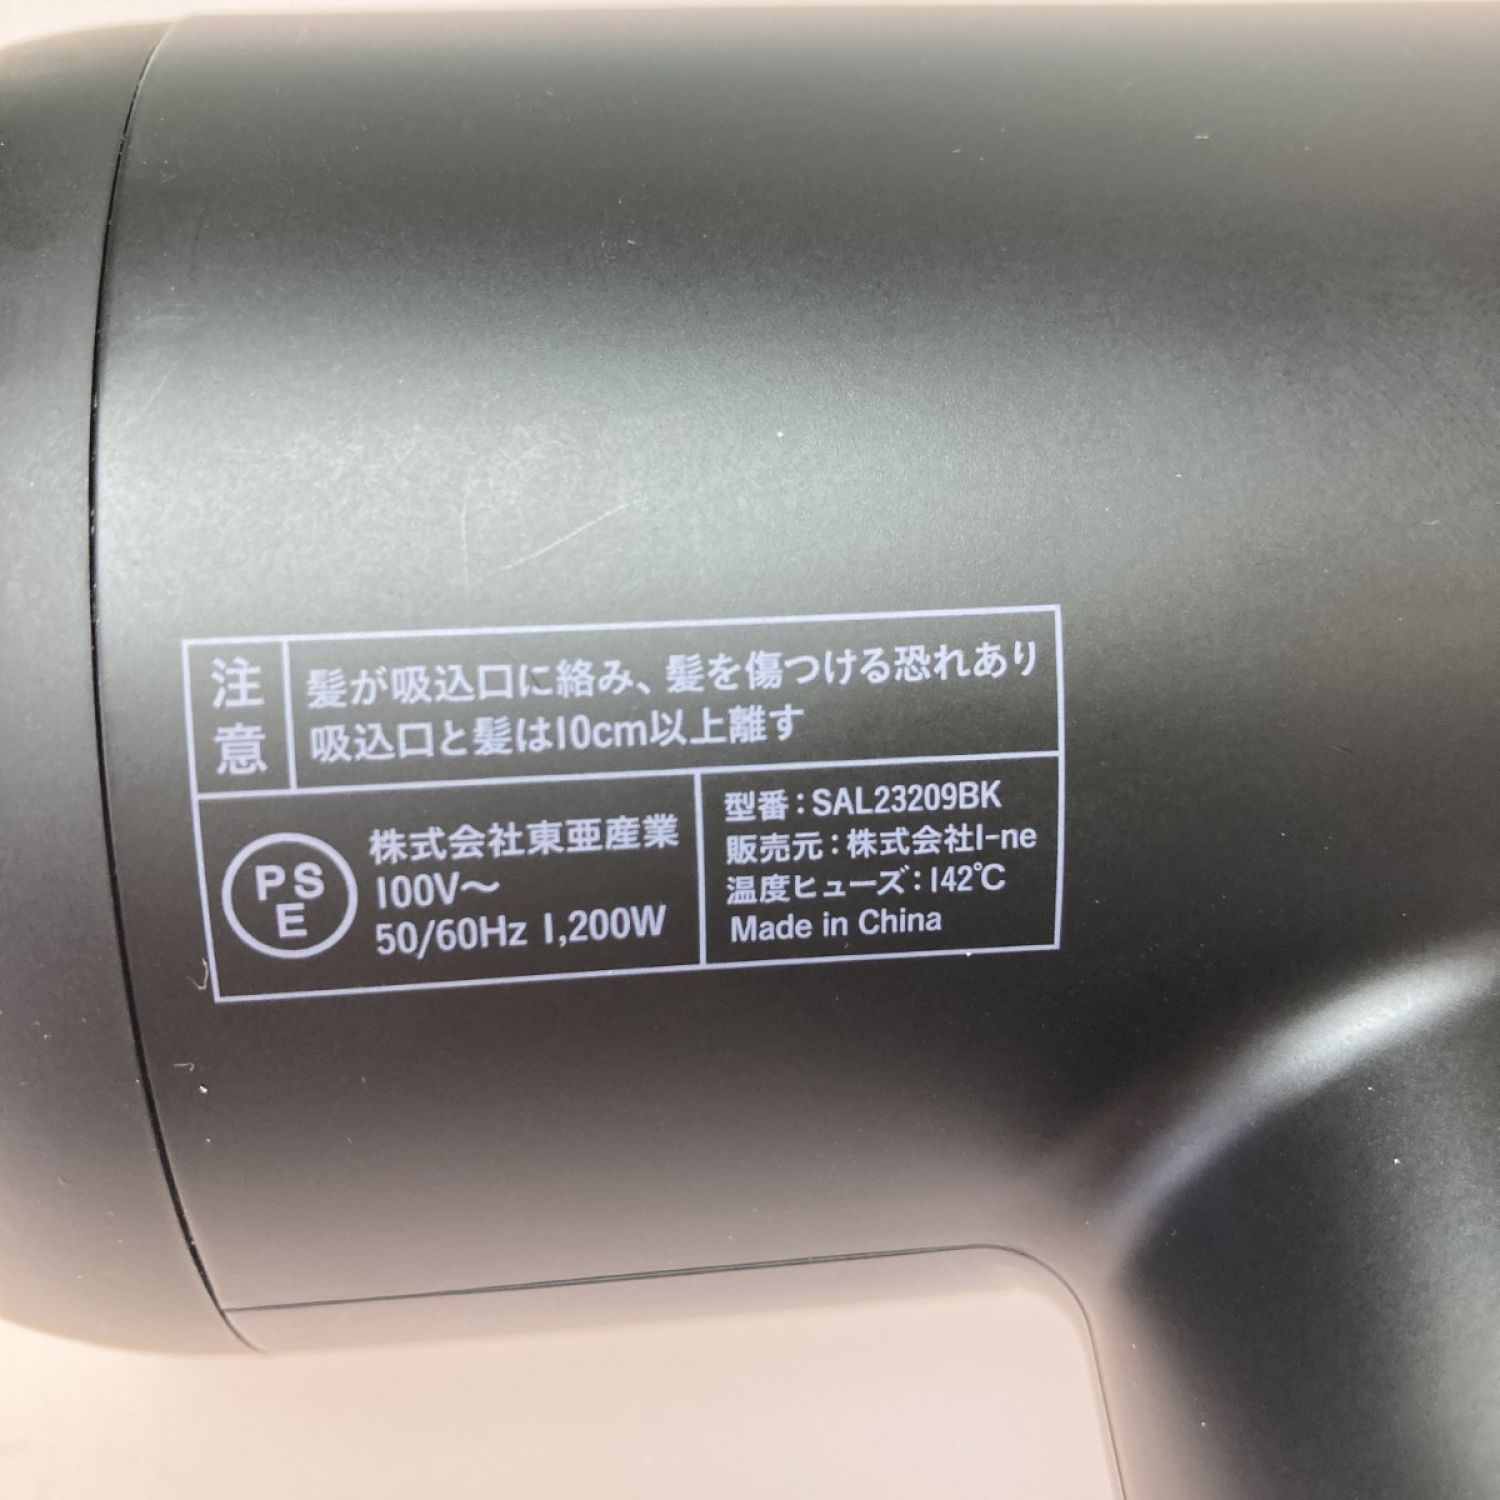 注意
髪が吸込口に絡み、髪を傷つける恐れあり
吸込口と髪は10cm以上離す
PS
E
株式会社東亜産業
100V〜
50/60Hz 1,200W
型番：SAL23209BK
販売元：株式会社I-ne
温度ヒューズ：142℃
Made in China